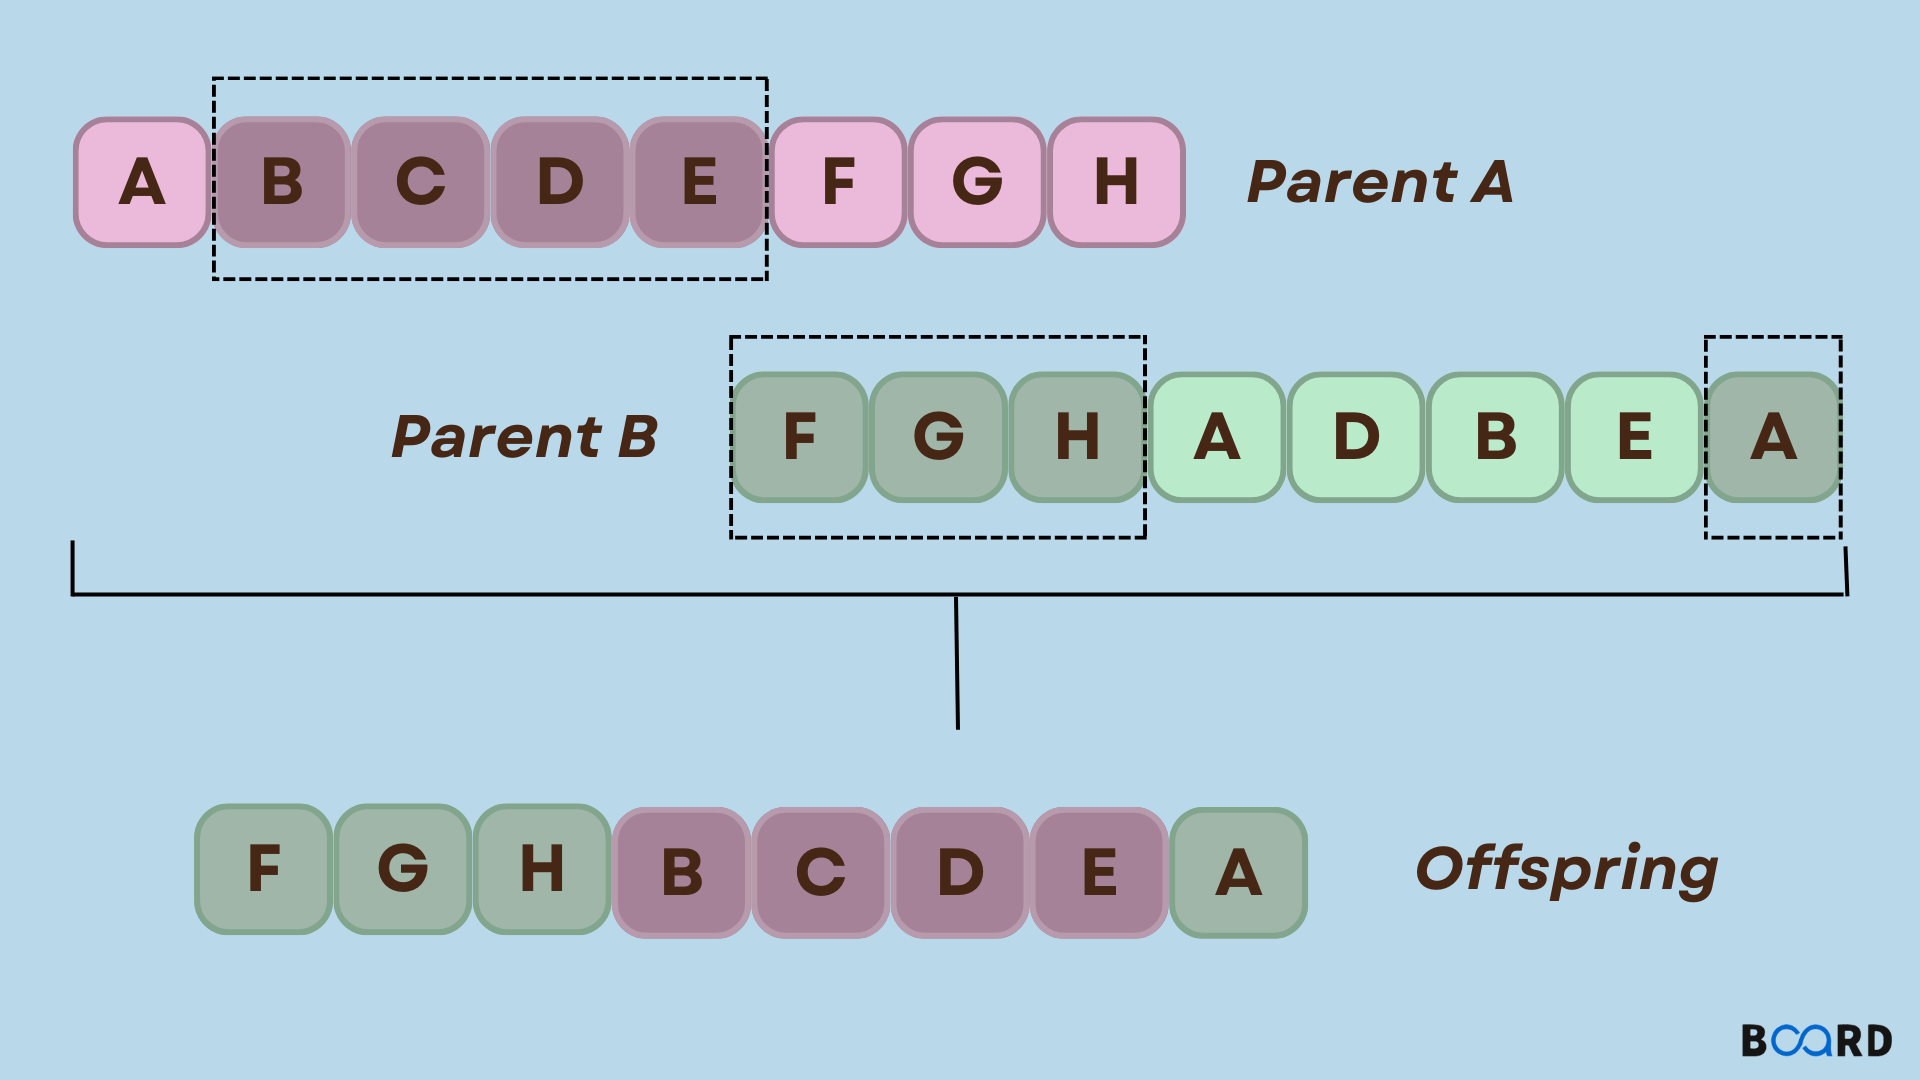 A B C D E F G H Parent A
Parent B F G H A D B E A
F G H B C D E A Offspring
BOARD